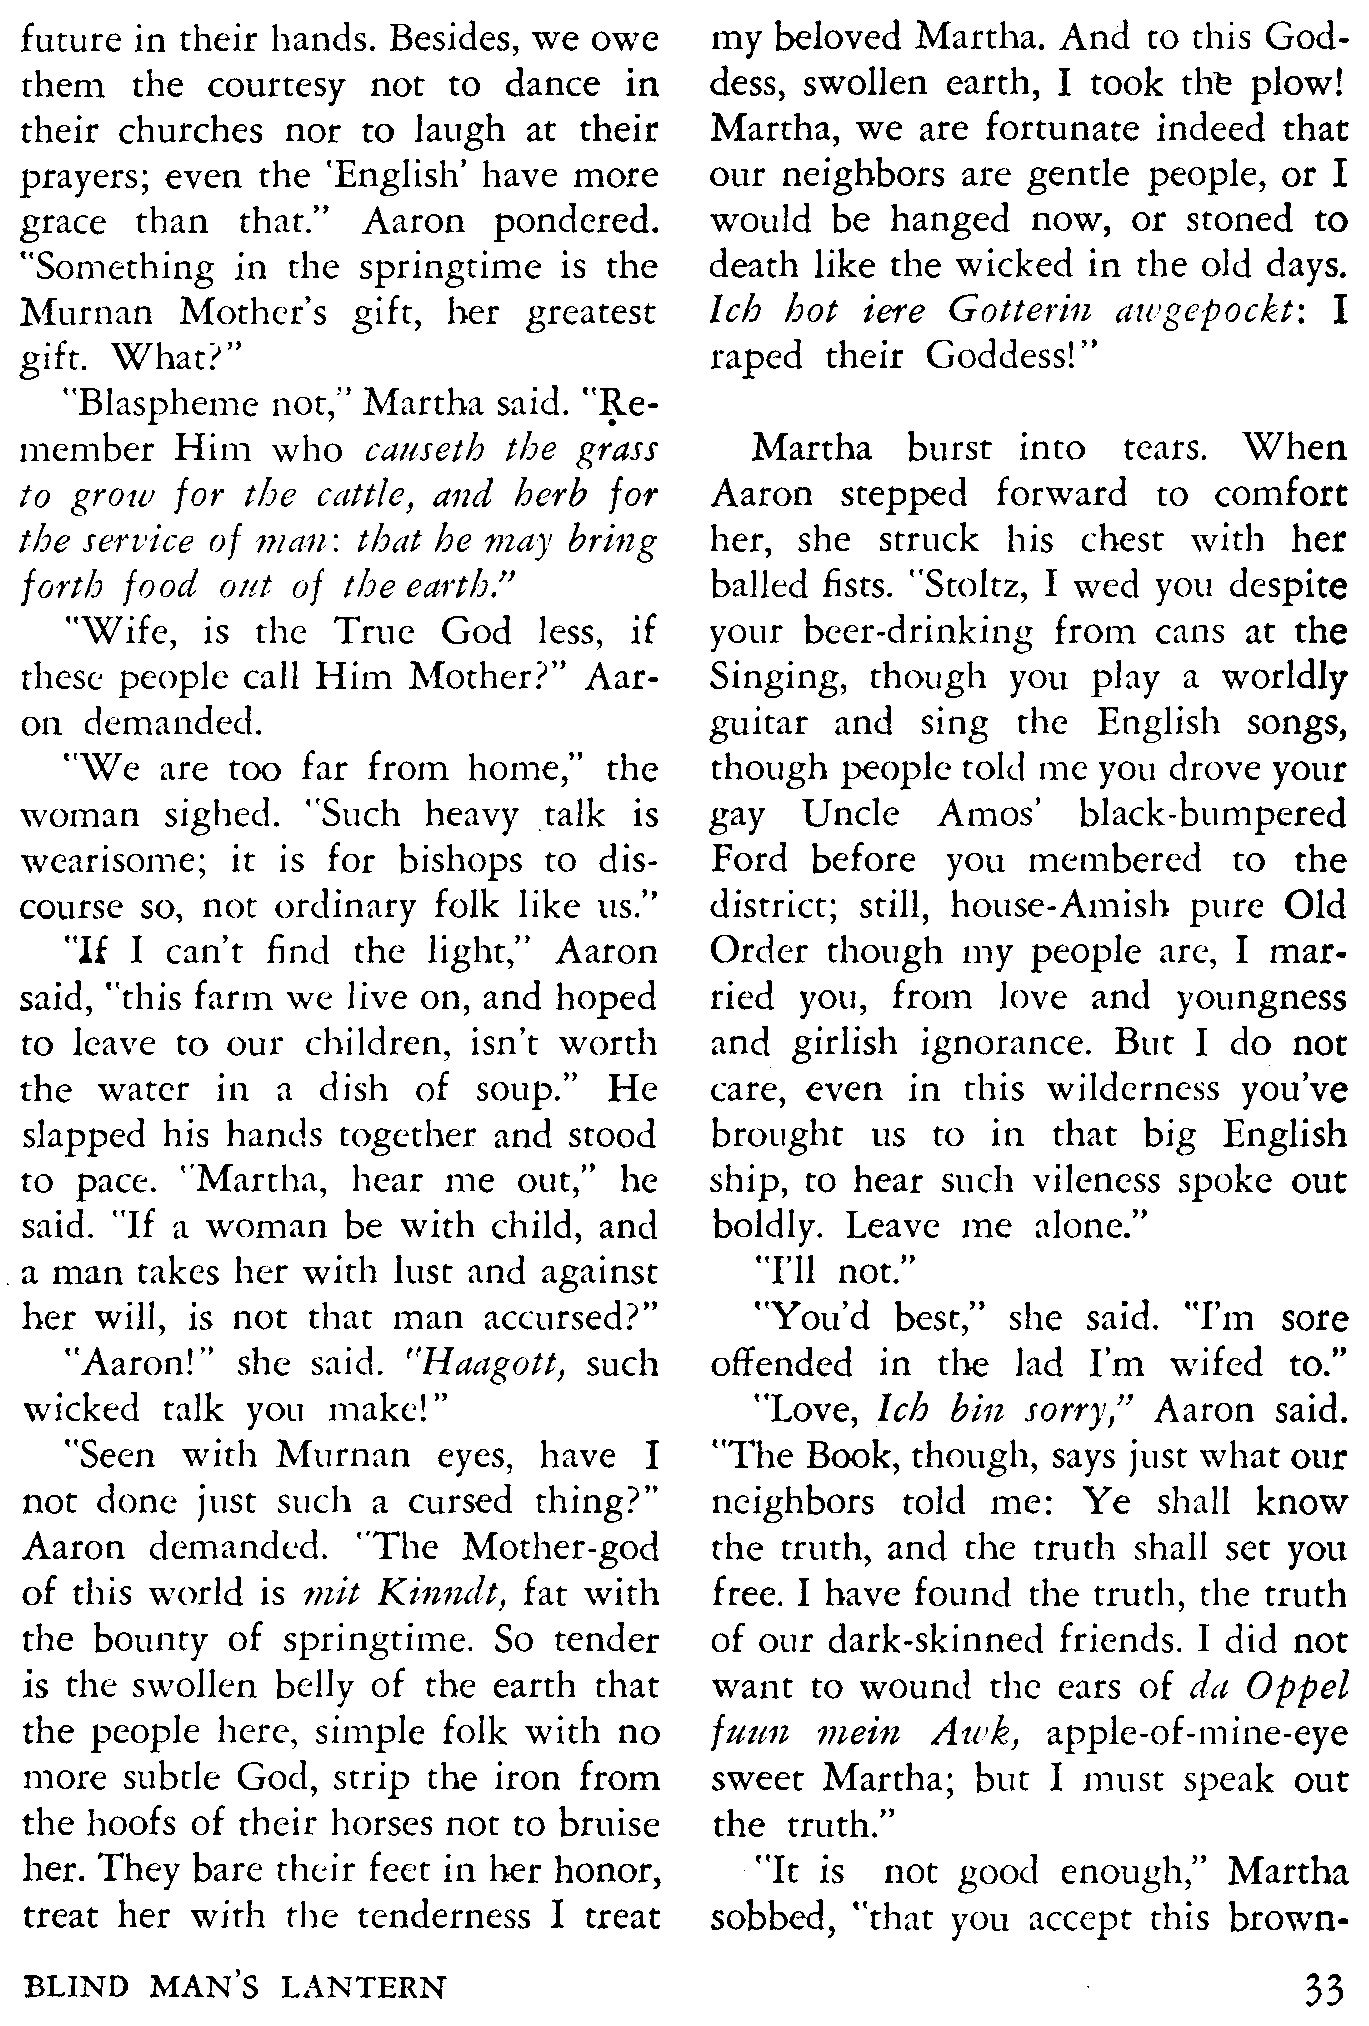 future in their hands. Besides, we owe
them the courtesy not to dance in
their churches nor to laugh at their
prayers; even the 'English' have more
grace than that." Aaron pondered.
"Something in the springtime is the
Murnan Mother's gift, her greatest
gift. What?"
"Blaspheme not," Martha said. "Re-
member Him who causeth the grass
to grow for the cattle, and herb for
the service of man: that he may bring
forth food out of the earth."
"Wife, is the True God less, if
these people call Him Mother?" Aar-
on demanded.
"We are too far from home," the
woman sighed. "Such heavy talk is
wearisome; it is for bishops to dis-
course so, not ordinary folk like us."
"If I can't find the light," Aaron
said, "this farm we live on, and hoped
to leave to our children, isn't worth
the water in a dish of soup." He
slapped his hands together and stood
to pace. "Martha, hear me out," he
said. "If a woman be with child, and
a man takes her with lust and against
her will, is not that man accursed?"
"Aaron!" she said. "Haagott, such
wicked talk you make!"
"Seen with Murnan eyes, have I
not done just such a cursed thing?"
Aaron demanded. "The Mother-god
of this world is mit Kinndt, fat with
the bounty of springtime. So tender
is the swollen belly of the earth that
the people here, simple folk with no
more subtle God, strip the iron from
the hoofs of their horses not to bruise
her. They bare their feet in her honor,
treat her with the tenderness I treat
my beloved Martha. And to this God-
dess, swollen earth, I took the plow!
Martha, we are fortunate indeed that
our neighbors are gentle people, or I
would be hanged now, or stoned to
death like the wicked in the old days.
Ich hot iere Gotterin awgepockt: I
raped their Goddess!"
Martha burst into tears. When
Aaron stepped forward to comfort
her, she struck his chest with her
balled fists. "Stoltz, I wed you despite
your beer-drinking from cans at the
Singing, though you play a worldly
guitar and sing the English songs,
though people told me you drove your
gay Uncle Amos' black-bumpered
Ford before you membered to the
district; still, house-Amish pure Old
Order though my people are, I mar-
ried you, from love and youngness
and girlish ignorance. But I do not
care, even in this wilderness you've
brought us to in that big English
ship, to hear such vileness spoke out
boldly. Leave me alone."
"I'll not."
"You'd best," she said. "I'm sore
offended in the lad I'm wifed to."
"Love, Ich bin sorry," Aaron said.
"The Book, though, says just what our
neighbors told me: Ye shall know
the truth, and the truth shall set you
free. I have found the truth, the truth
of our dark-skinned friends. I did not
want to wound the ears of da Oppel
fuun mein Awk, apple-of-mine-eye
sweet Martha; but I must speak out
the truth."
"It is not good enough," Martha
sobbed, "that you accept this brown-
BLIND MAN'S LANTERN
33